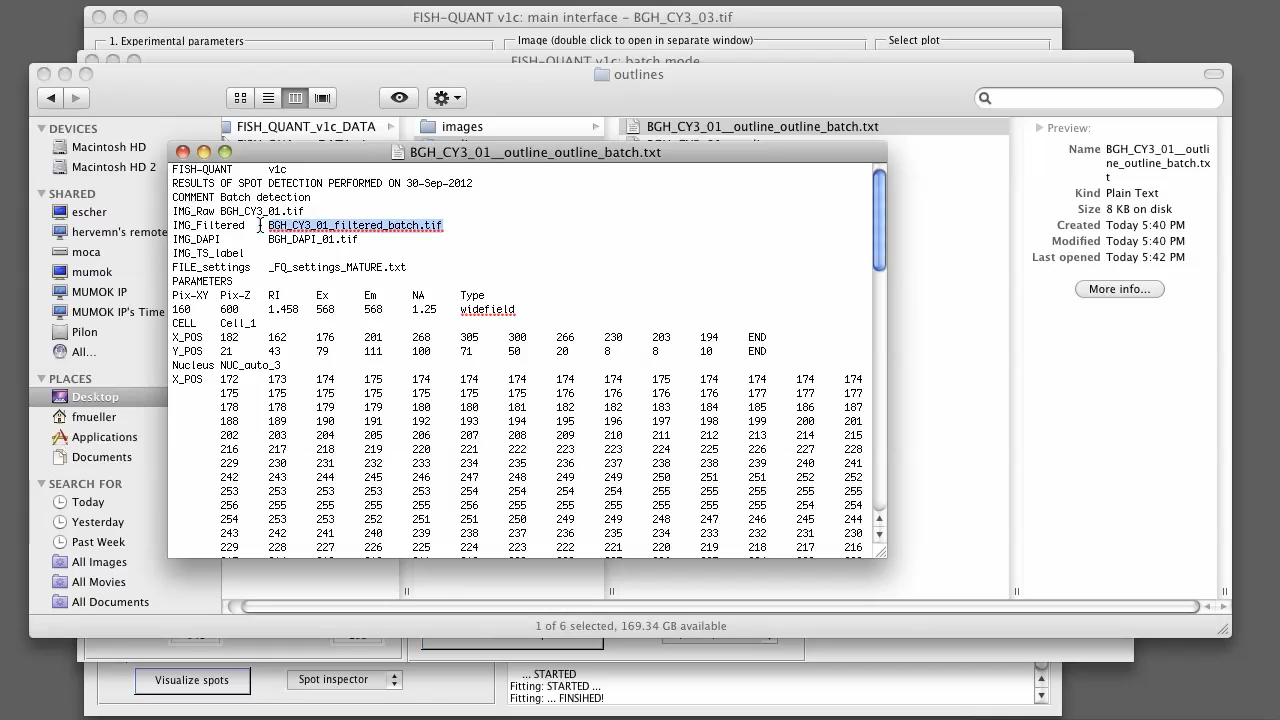 FISH-QUANT v1c: main interface - BGH_CY3_03.tif
1. Experimental parameters
Image (double click to open in separate window)
Select plot
FISH-QUANT v1c: batch mode
outlines
DEVICES
Macintosh HD
Macintosh HD 2
SHARED
escher
hervemn's remote
moca
mumok
MUMOK IP
MUMOK IP's Time
Pilon
All...
PLACES
Desktop
fmueller
Applications
Documents
SEARCH FOR
Today
Yesterday
Past Week
All Images
All Movies
All Documents
FISH_QUANT_v1c_DATA
images
BGH_CY3_01__outline_outline_batch.txt
BGH_CY3_01__outline_outline_batch.txt
FISH-QUANT v1c
RESULTS OF SPOT DETECTION PERFORMED ON 30-Sep-2012
COMMENT Batch detection
IMG_Raw BGH_CY3_01.tif
IMG_Filtered BGH_CY3_01_filtered_batch.tif
IMG_DAPI BGH_DAPI_01.tif
IMG_TS_label
FILE_settings _FQ_settings_MATURE.txt
PARAMETERS
Pix-XY Pix-Z RI Ex Em NA Type
160 600 1.458 568 568 1.25 widefield
CELL Cell_1
X_POS 182 162 176 201 268 305 300 266 230 203 194 END
Y_POS 21 43 79 111 100 71 50 20 8 8 10 END
Nucleus NUC_auto_3
X_POS 172 173 174 175 174 174 174 174 174 175 174 174 174 174
175 175 175 175 175 175 175 176 176 176 176 177 177 177
178 178 179 179 180 180 181 182 182 183 184 185 186 187
188 189 190 191 192 193 194 195 196 197 198 199 200 201
202 203 204 205 206 207 208 209 210 211 212 213 214 215
216 217 218 219 220 221 222 223 224 225 226 227 228
229 230 231 232 233 234 235 236 237 238 238 239 240 241
242 243 244 245 246 247 248 249 249 250 251 251 252 252
253 253 253 253 254 254 254 254 254 255 255 255 255 255
256 255 255 255 255 255 255 255 255 255 255 255 254 254
254 253 253 252 251 251 250 249 249 248 247 246 245 244
243 242 241 240 239 238 237 236 235 234 233 232 231 230
229 228 227 226 225 224 223 222 221 220 219 218 217 216
Preview:
Name BGH_CY3_01__outli
ne_outline_batch.tx
t
Kind Plain Text
Size 8 KB on disk
Created Today 5:40 PM
Modified Today 5:40 PM
Last opened Today 5:42 PM
More info...
1 of 6 selected, 169.34 GB available
Visualize spots
Spot inspector
... STARTED
Fitting: STARTED ...
Fitting: ... FINSIHED!